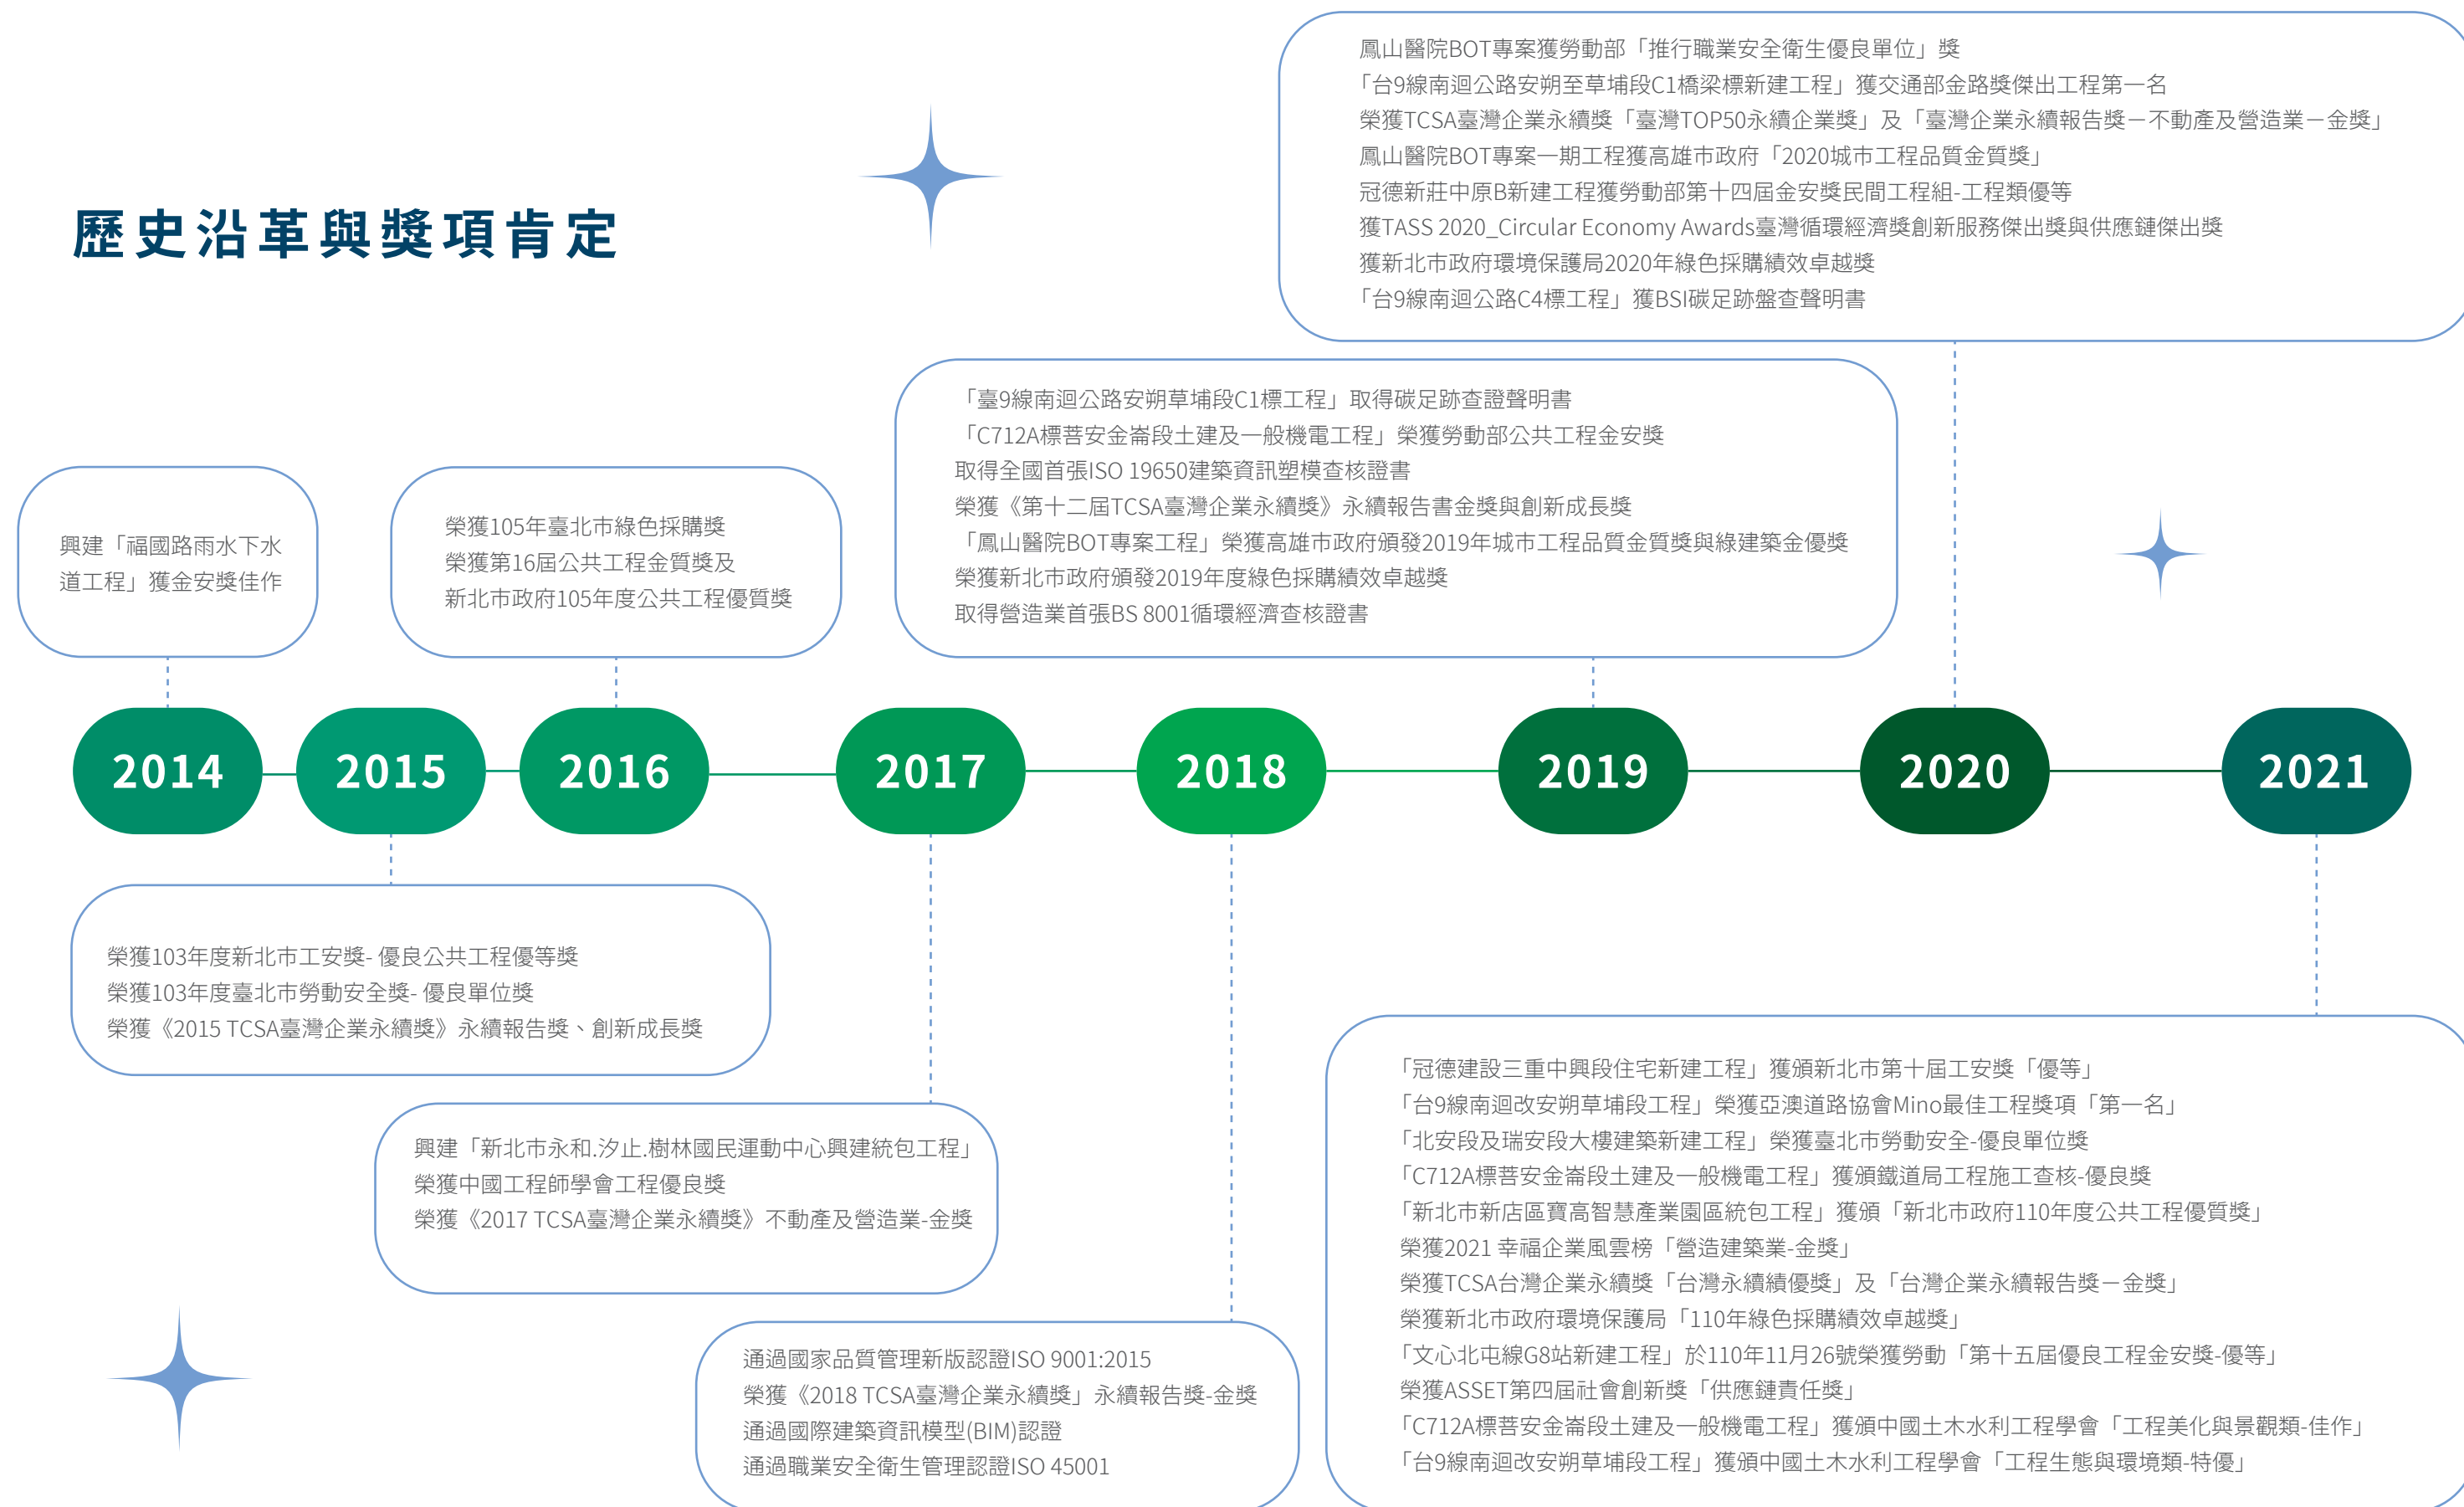 歷史沿革與獎項肯定
鳳山醫院BOT專案獲勞動部「推行職業安全衛生優良單位」獎
「台9線南迴公路安朔至草埔段C1橋梁標新建工程」獲交通部金路獎傑出工程第一名
榮獲TCSA臺灣企業永續獎「臺灣TOP50永續企業獎」及「臺灣企業永續報告獎－不動產及營造業－金獎」
鳳山醫院BOT專案一期工程獲高雄市政府「2020城市工程品質金質獎」
冠德新莊中原B新建工程獲勞動部第十四屆金安獎民間工程組-工程類優等
獲TASS 2020_Circular Economy Awards臺灣循環經濟獎創新服務傑出獎與供應鏈傑出獎
獲新北市政府環境保護局2020年綠色採購績效卓越獎
「台9線南迴公路C4標工程」獲BSI碳足跡盤查聲明書
「臺9線南迴公路安朔草埔段C1標工程」取得碳足跡查證聲明書
「C712A標菩安金崙段土建及一般機電工程」榮獲勞動部公共工程金安獎
取得全國首張ISO 19650建築資訊塑模查核證書
榮獲《第十二屆TCSA臺灣企業永續獎》永續報告書金獎與創新成長獎
「鳳山醫院BOT專案工程」榮獲高雄市政府頒發2019年城市工程品質金質獎與綠建築金優獎
榮獲新北市政府頒發2019年度綠色採購績效卓越獎
取得營造業首張BS 8001循環經濟查核證書
興建「福國路雨水下水
道工程」獲金安獎佳作
榮獲105年臺北市綠色採購獎
榮獲第16屆公共工程金質獎及
新北市政府105年度公共工程優質獎
2014
2015
2016
2017
2018
2019
2020
2021
榮獲103年度新北市工安獎- 優良公共工程優等獎
榮獲103年度臺北市勞動安全獎- 優良單位獎
榮獲《2015 TCSA臺灣企業永續獎》永續報告獎、創新成長獎
興建「新北市永和.汐止.樹林國民運動中心興建統包工程」
榮獲中國工程師學會工程優良獎
榮獲《2017 TCSA臺灣企業永續獎》不動產及營造業-金獎
通過國家品質管理新版認證ISO 9001:2015
榮獲《2018 TCSA臺灣企業永續獎」永續報告獎-金獎
通過國際建築資訊模型(BIM)認證
通過職業安全衛生管理認證ISO 45001
「冠德建設三重中興段住宅新建工程」獲頒新北市第十屆工安獎「優等」
「台9線南迴改安朔草埔段工程」榮獲亞澳道路協會Mino最佳工程獎項「第一名」
「北安段及瑞安段大樓建築新建工程」榮獲臺北市勞動安全-優良單位獎
「C712A標菩安金崙段土建及一般機電工程」獲頒鐵道局工程施工查核-優良獎
「新北市新店區寶高智慧產業園區統包工程」獲頒「新北市政府110年度公共工程優質獎」
榮獲2021 幸福企業風雲榜「營造建築業-金獎」
榮獲TCSA台灣企業永續獎「台灣永續績優獎」及「台灣企業永續報告獎－金獎」
榮獲新北市政府環境保護局「110年綠色採購績效卓越獎」
「文心北屯線G8站新建工程」於110年11月26號榮獲勞動「第十五屆優良工程金安獎-優等」
榮獲ASSET第四屆社會創新獎「供應鏈責任獎」
「C712A標菩安金崙段土建及一般機電工程」獲頒中國土木水利工程學會「工程美化與景觀類-佳作」
「台9線南迴改安朔草埔段工程」獲頒中國土木水利工程學會「工程生態與環境類-特優」